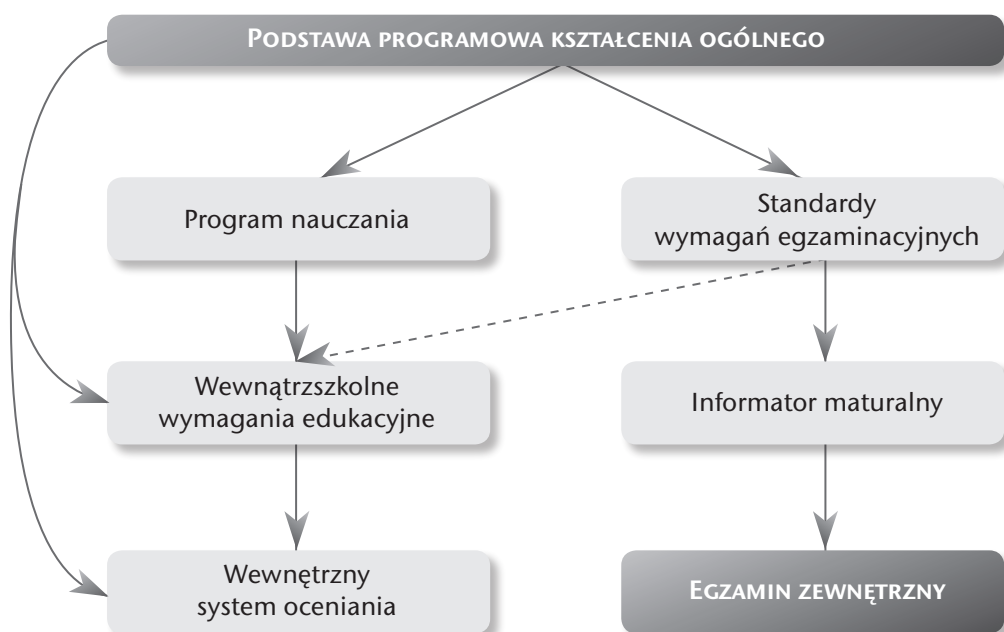 PODSTAWA PROGRAMOWA KSZTAŁCENIA OGÓLNEGO
Program nauczania
Standardy
wymagań egzaminacyjnych
Wewnątrzszkolne
wymagania edukacyjne
Informator maturalny
Wewnętrzny
system oceniania
EGZAMIN ZEWNĘTRZNY